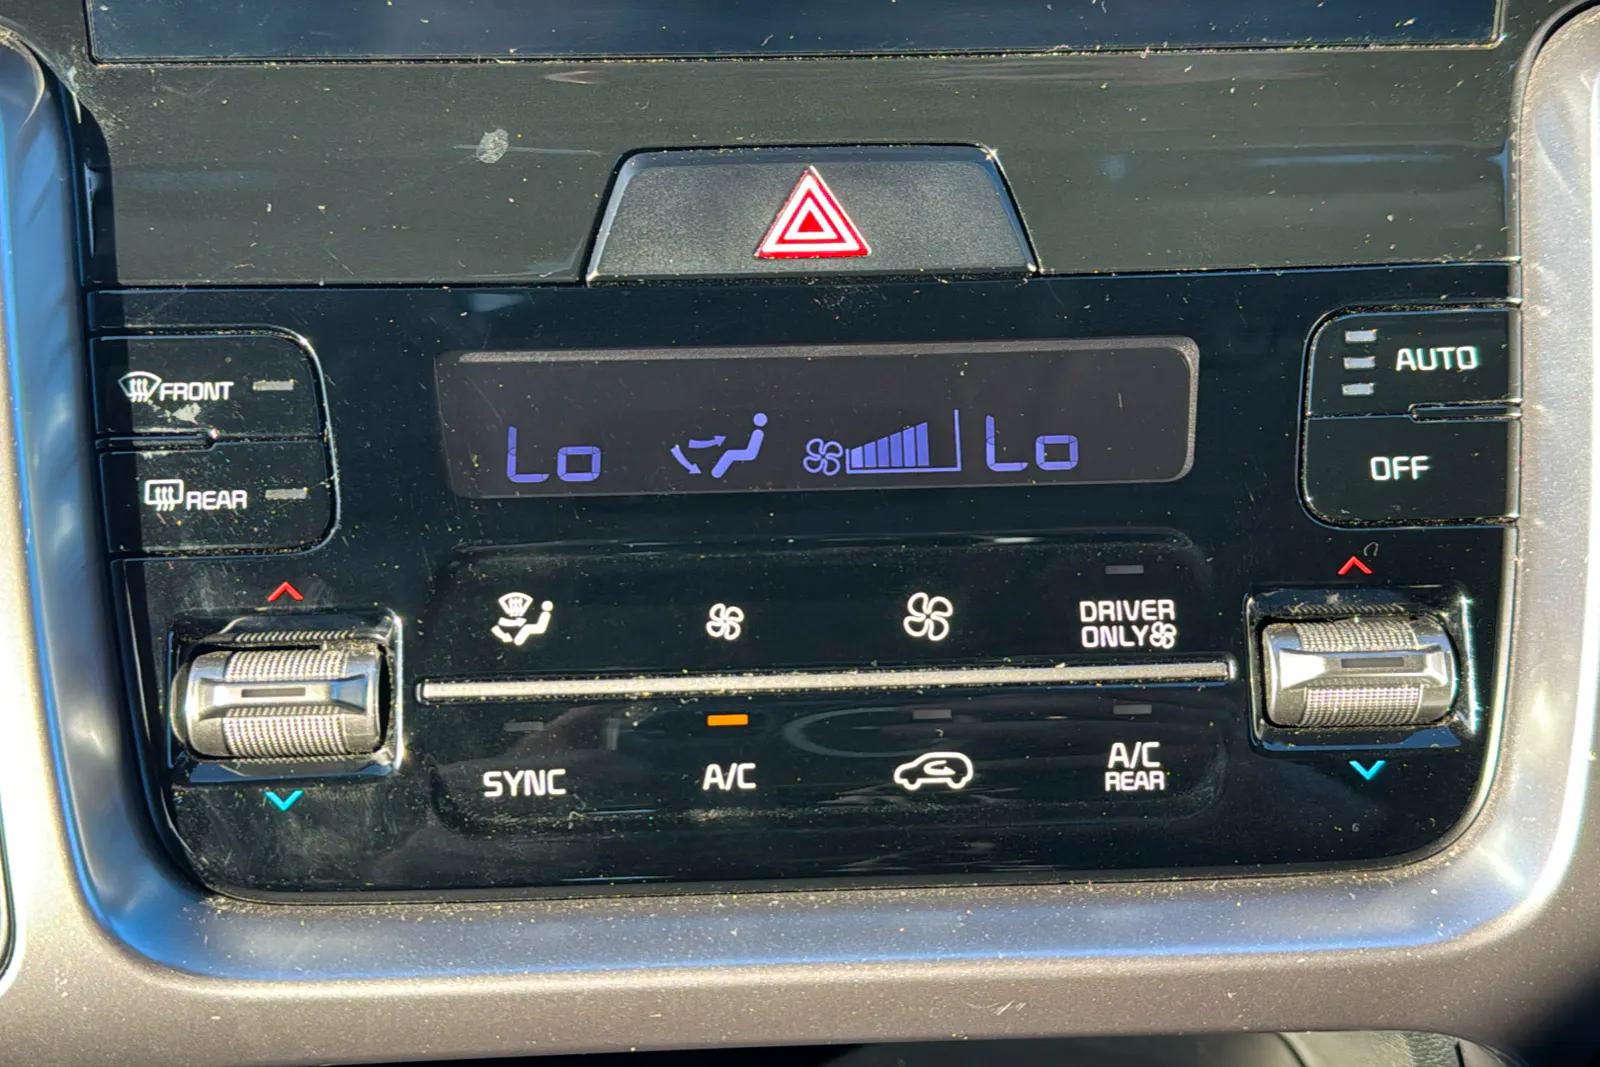 FRONT
AUTO
Lo
Lo
REAR
OFF
DRIVER
ONLY
SYNC
A/C
A/C
REAR